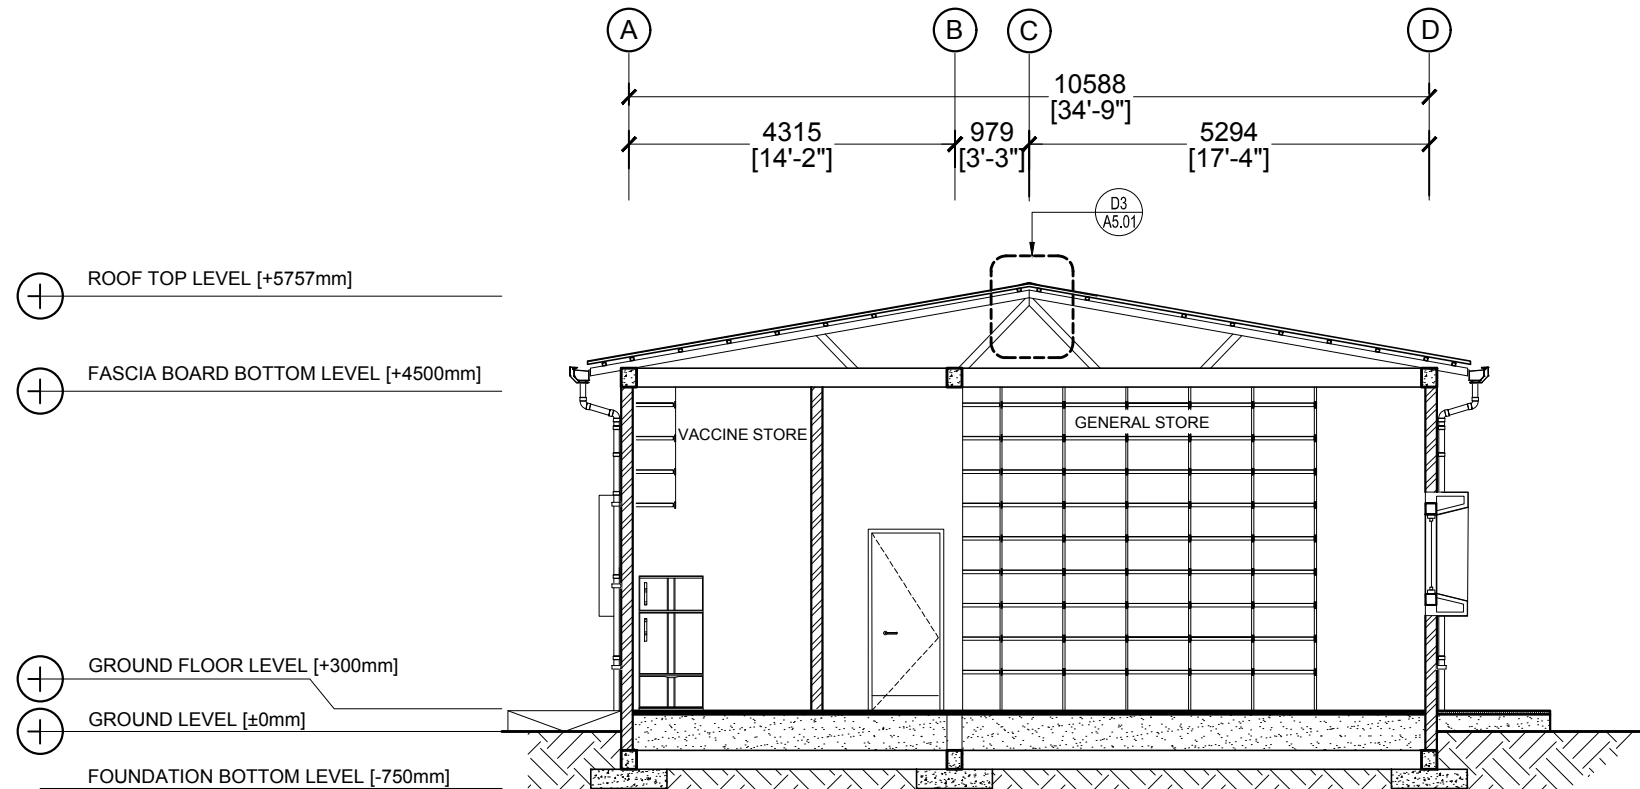 A
B
C
D
10588
[34'-9"]
4315
[14'-2"]
979
[3'-3"]
5294
[17'-4"]
D3
A5.01
ROOF TOP LEVEL [+5757mm]
FASCIA BOARD BOTTOM LEVEL [+4500mm]
VACCINE STORE
GENERAL STORE
GROUND FLOOR LEVEL [+300mm]
GROUND LEVEL [±0mm]
FOUNDATION BOTTOM LEVEL [-750mm]